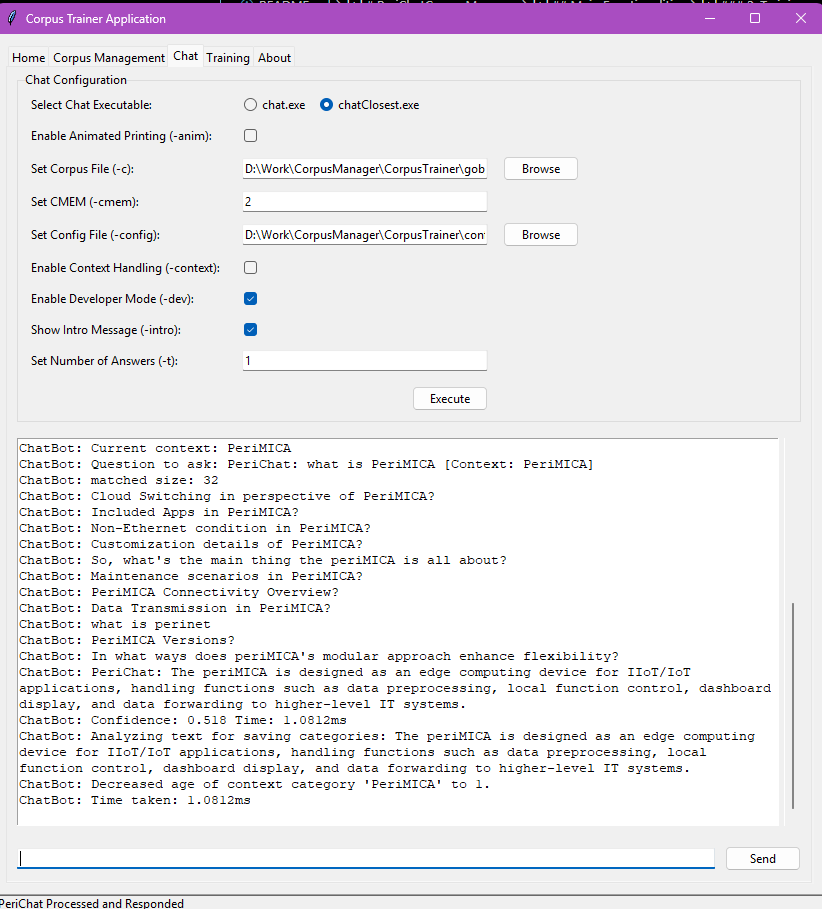 Corpus Trainer Application
Home Corpus Management Chat Training About
Chat Configuration
Select Chat Executable: chat.exe chatClosest.exe
Enable Animated Printing (-anim):
Set Corpus File (-c): D:\Work\CorpusManager\CorpusTrainer\gob Browse
Set CMEM (-cmem): 2
Set Config File (-config): D:\Work\CorpusManager\CorpusTrainer\con Browse
Enable Context Handling (-context):
Enable Developer Mode (-dev):
Show Intro Message (-intro):
Set Number of Answers (-t): 1
Execute
ChatBot: Current context: PeriMICA
ChatBot: Question to ask: PeriChat: what is PeriMICA [Context: PeriMICA]
ChatBot: matched size: 32
ChatBot: Cloud Switching in perspective of PeriMICA?
ChatBot: Included Apps in PeriMICA?
ChatBot: Non-Ethernet condition in PeriMICA?
ChatBot: Customization details of PeriMICA?
ChatBot: So, what's the main thing the periMICA is all about?
ChatBot: Maintenance scenarios in PeriMICA?
ChatBot: PeriMICA Connectivity Overview?
ChatBot: Data Transmission in PeriMICA?
ChatBot: what is perinet
ChatBot: PeriMICA Versions?
ChatBot: In what ways does periMICA's modular approach enhance flexibility?
ChatBot: PeriChat: The periMICA is designed as an edge computing device for IIoT/IoT
applications, handling functions such as data preprocessing, local function control, dashboard
display, and data forwarding to higher-level IT systems.
ChatBot: Confidence: 0.518 Time: 1.0812ms
ChatBot: Analyzing text for saving categories: The periMICA is designed as an edge computing
device for IIoT/IoT applications, handling functions such as data preprocessing, local
function control, dashboard display, and data forwarding to higher-level IT systems.
ChatBot: Decreased age of context category 'PeriMICA' to 1.
ChatBot: Time taken: 1.0812ms
Send
PeriChat Processed and Responded